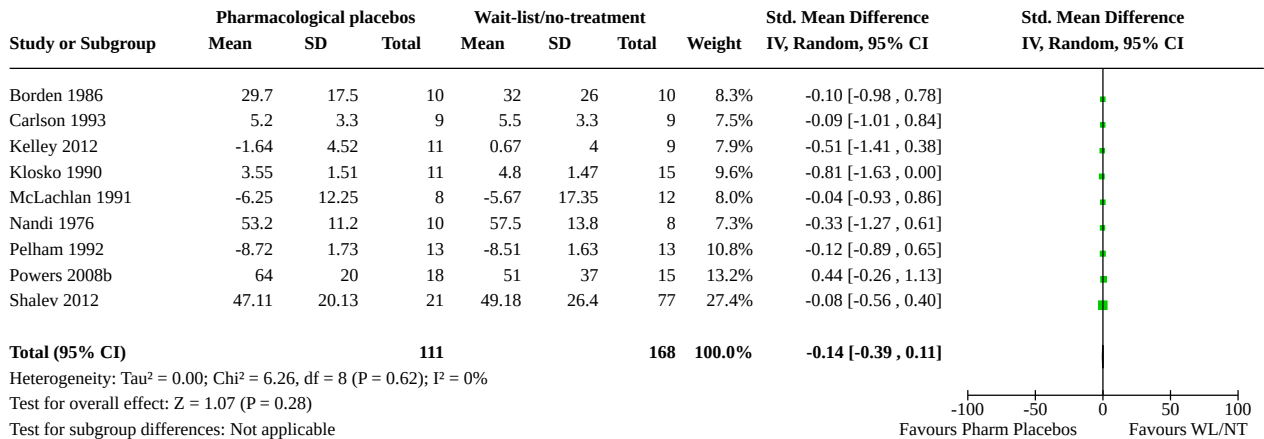 Pharmacological placebos Wait-list/no-treatment Std. Mean Difference Std. Mean Difference
Study or Subgroup Mean SD Total Mean SD Total Weight IV, Random, 95% CI IV, Random, 95% CI
Borden 1986 29.7 17.5 10 32 26 10 8.3% -0.10 [-0.98 , 0.78]
Carlson 1993 5.2 3.3 9 5.5 3.3 9 7.5% -0.09 [-1.01 , 0.84]
Kelley 2012 -1.64 4.52 11 0.67 4 9 7.9% -0.51 [-1.41 , 0.38]
Klosko 1990 3.55 1.51 11 4.8 1.47 15 9.6% -0.81 [-1.63 , 0.00]
McLachlan 1991 -6.25 12.25 8 -5.67 17.35 12 8.0% -0.04 [-0.93 , 0.86]
Nandi 1976 53.2 11.2 10 57.5 13.8 8 7.3% -0.33 [-1.27 , 0.61]
Pelham 1992 -8.72 1.73 13 -8.51 1.63 13 10.8% -0.12 [-0.89 , 0.65]
Powers 2008b 64 20 18 51 37 15 13.2% 0.44 [-0.26 , 1.13]
Shalev 2012 47.11 20.13 21 49.18 26.4 77 27.4% -0.08 [-0.56 , 0.40]
Total (95% CI) 111 168 100.0% -0.14 [-0.39 , 0.11]
Heterogeneity: Tau² = 0.00; Chi² = 6.26, df = 8 (P = 0.62); I² = 0%
Test for overall effect: Z = 1.07 (P = 0.28) -100 -50 0 50 100
Test for subgroup differences: Not applicable Favours Pharm Placebos Favours WL/NT